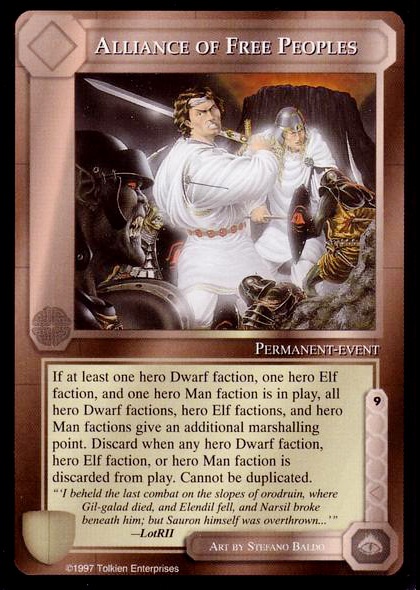 ALLIANCE OF FREE PEOPLES
PERMANENT-EVENT
If at least one hero Dwarf faction, one hero Elf
faction, and one hero Man faction is in play, all
hero Dwarf factions, hero Elf factions, and hero
Man factions give an additional marshalling
point. Discard when any hero Dwarf faction,
hero Elf faction, or hero Man faction is
discarded from play. Cannot be duplicated.
9
"'I beheld the last combat on the slopes of orodruin, where
Gil-galad died, and Elendil fell, and Narsil broke
beneath him; but Sauron himself was overthrown...'"
—LotRII
ART BY STEFANO BALDO
©1997 Tolkien Enterprises